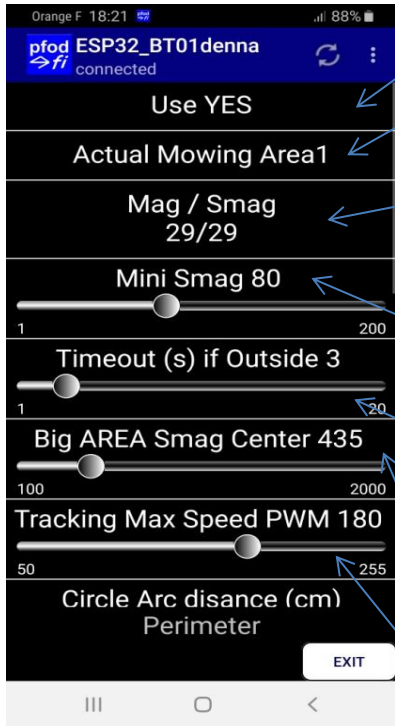 Orange F 18:21 88%
pfod ESP32_BT01denna
fi connected
Use YES
Actual Mowing Area1
Mag / Smag
29/29
Mini Smag 80
1 200
Timeout (s) if Outside 3
1 20
Big AREA Smag Center 435
100 2000
Tracking Max Speed PWM 180
50 255
Circle Arc disance (cm)
Perimeter
EXIT